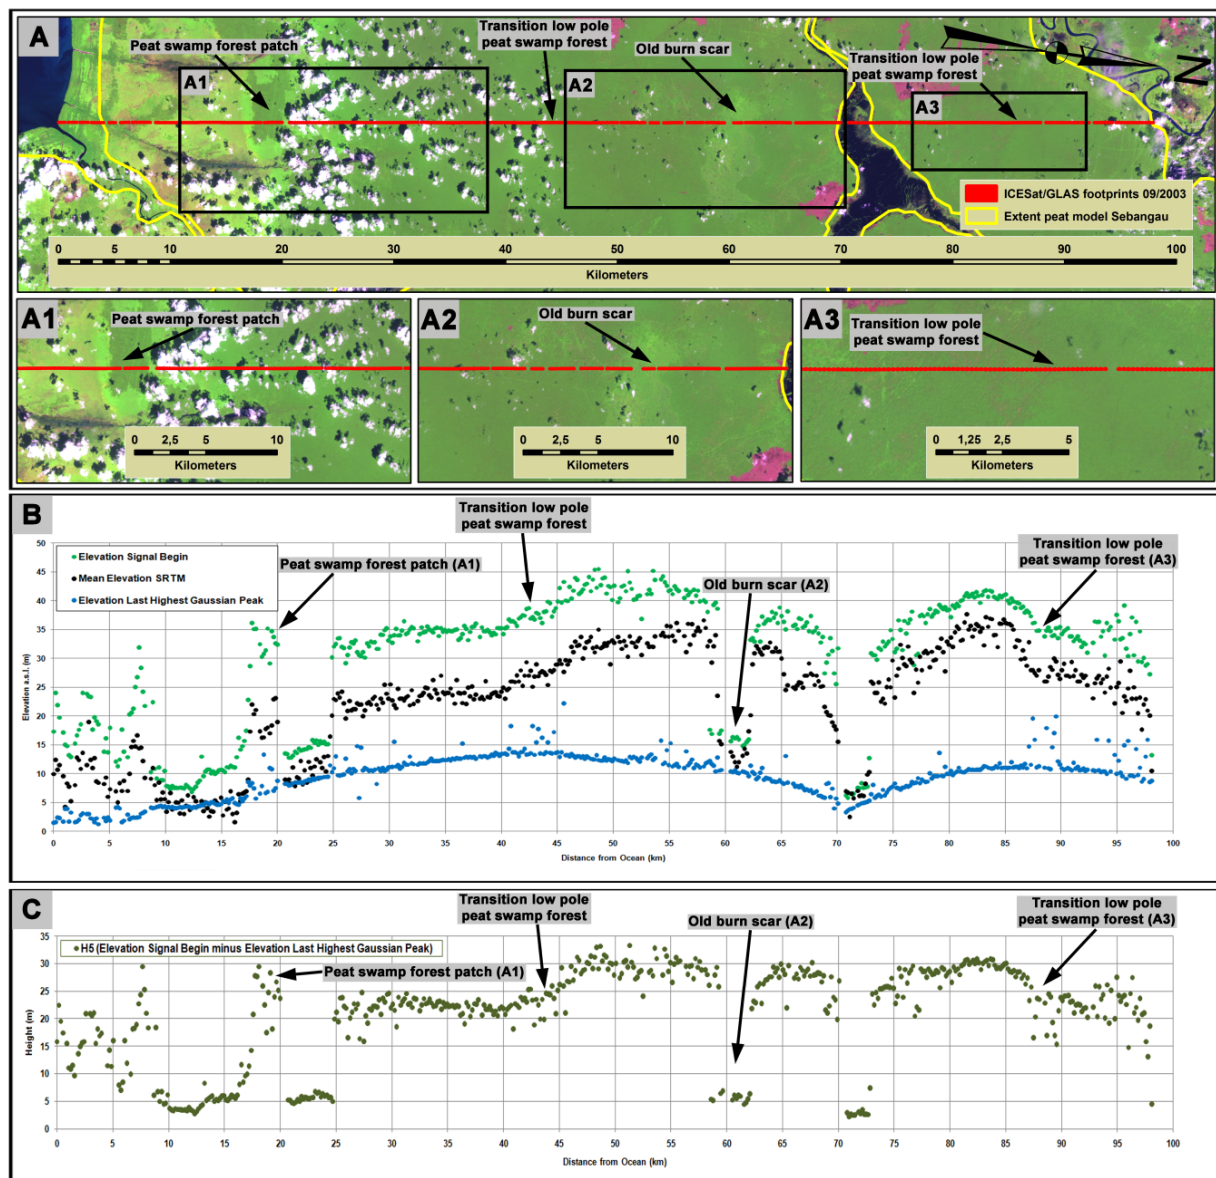 A
Peat swamp forest patch
Transition low pole
peat swamp forest
Old burn scar
Transition low pole
peat swamp forest
N
A1
A2
A3
ICESat/GLAS footprints 09/2003
Extent peat model Sebangau
0 5 10 20 30 40 50 60 70 80 90 100
Kilometers
A1
Peat swamp forest patch
0 2,5 5 10
Kilometers
A2
Old burn scar
0 2,5 5 10
Kilometers
A3
Transition low pole
peat swamp forest
0 1,25 2,5 5
Kilometers
B
Transition low pole
peat swamp forest
Peat swamp forest patch (A1)
Old burn scar (A2)
Transition low pole
peat swamp forest (A3)
Elevation Signal Begin
Mean Elevation SRTM
Elevation Last Highest Gaussian Peak
Elevation a.s.l. (m)
50
45
40
35
30
25
20
15
10
5
0
0 5 10 15 20 25 30 35 40 45 50 55 60 65 70 75 80 85 90 95 100
Distance from Ocean (km)
C
Transition low pole
peat swamp forest
Old burn scar (A2)
Transition low pole
peat swamp forest (A3)
H5 (Elevation Signal Begin minus Elevation Last Highest Gaussian Peak)
Peat swamp forest patch (A1)
Height (m)
35
30
25
20
15
10
5
0
0 5 10 15 20 25 30 35 40 45 50 55 60 65 70 75 80 85 90 95 100
Distance from Ocean (km)